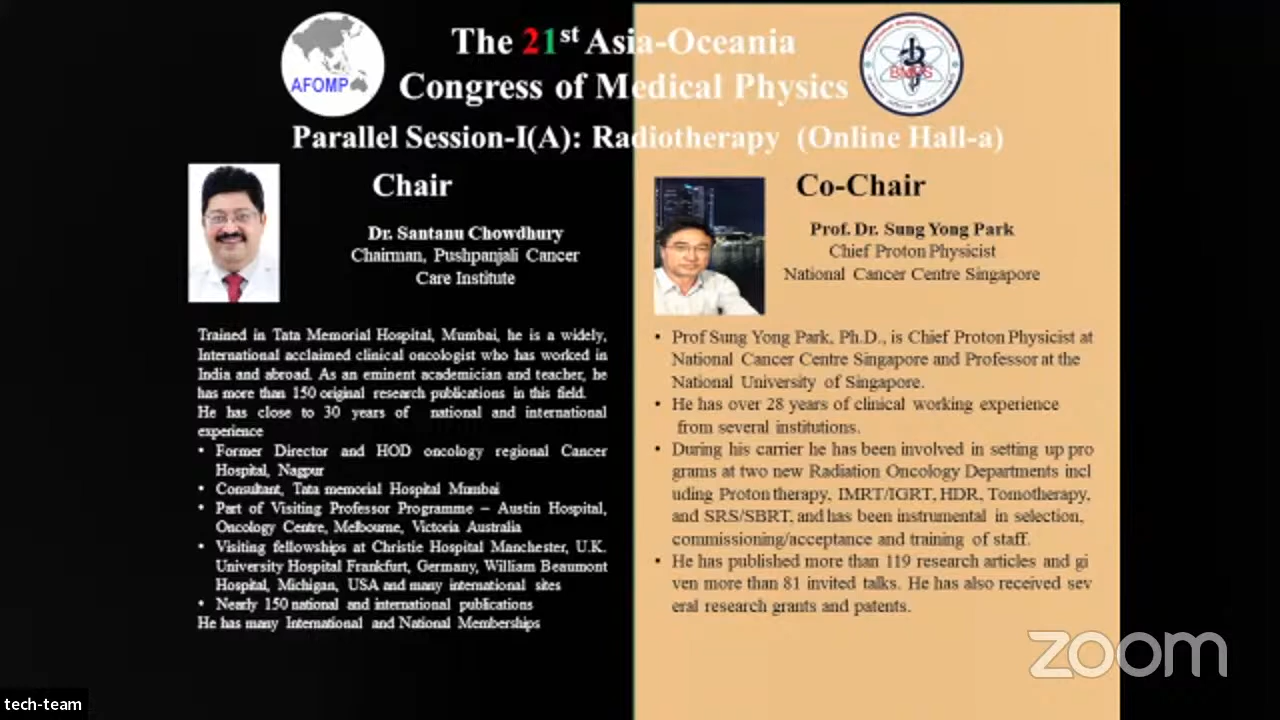 The 21st Asia-Oceania
Congress of Medical Physics
AFOMP
BMPS
Parallel Session-I(A): Radiotherapy (Online Hall-a)
Chair
Dr. Santanu Chowdhury
Chairman, Pushpanjali Cancer
Care Institute
Trained in Tata Memorial Hospital, Mumbai, he is a widely,
International acclaimed clinical oncologist who has worked in
India and abroad. As an eminent academician and teacher, he
has more than 150 original research publications in this field.
He has close to 30 years of national and international
experience
• Former Director and HOD oncology regional Cancer
Hospital, Nagpur
• Consultant, Tata memorial Hospital Mumbai
• Part of Visiting Professor Programme – Austin Hospital,
Oncology Centre, Melbourne, Victoria Australia
• Visiting fellowships at Christie Hospital Manchester, U.K.
University Hospital Frankfurt, Germany, William Beaumont
Hospital, Michigan, USA and many international sites
• Nearly 150 national and international publications
He has many International and National Memberships
Co-Chair
Prof. Dr. Sung Yong Park
Chief Proton Physicist
National Cancer Centre Singapore
• Prof Sung Yong Park, Ph.D., is Chief Proton Physicist at
National Cancer Centre Singapore and Professor at the
National University of Singapore.
• He has over 28 years of clinical working experience
from several institutions.
• During his carrier he has been involved in setting up pro
grams at two new Radiation Oncology Departments incl
uding Proton therapy, IMRT/IGRT, HDR, Tomotherapy,
and SRS/SBRT, and has been instrumental in selection,
commissioning/acceptance and training of staff.
• He has published more than 119 research articles and gi
ven more than 81 invited talks. He has also received sev
eral research grants and patents.
zoom
tech-team